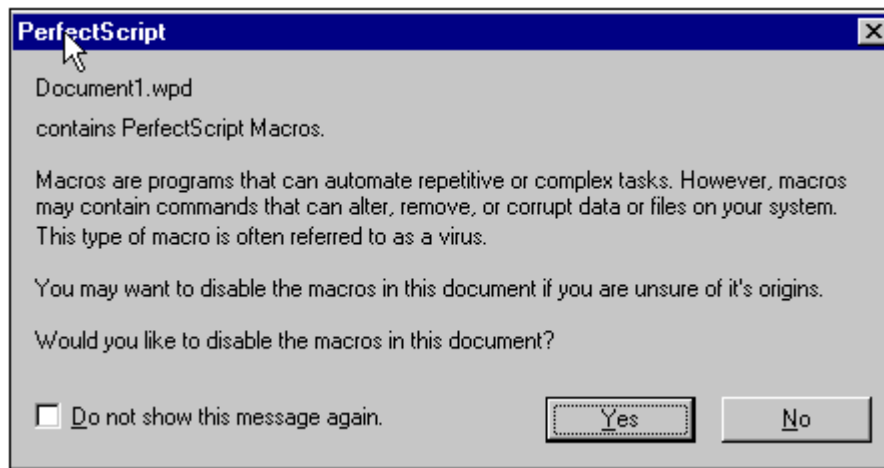 PerfectScript
Document1.wpd
contains PerfectScript Macros.
Macros are programs that can automate repetitive or complex tasks. However, macros
may contain commands that can alter, remove, or corrupt data or files on your system.
This type of macro is often referred to as a virus.
You may want to disable the macros in this document if you are unsure of it's origins.
Would you like to disable the macros in this document?
Do not show this message again.
Yes
No